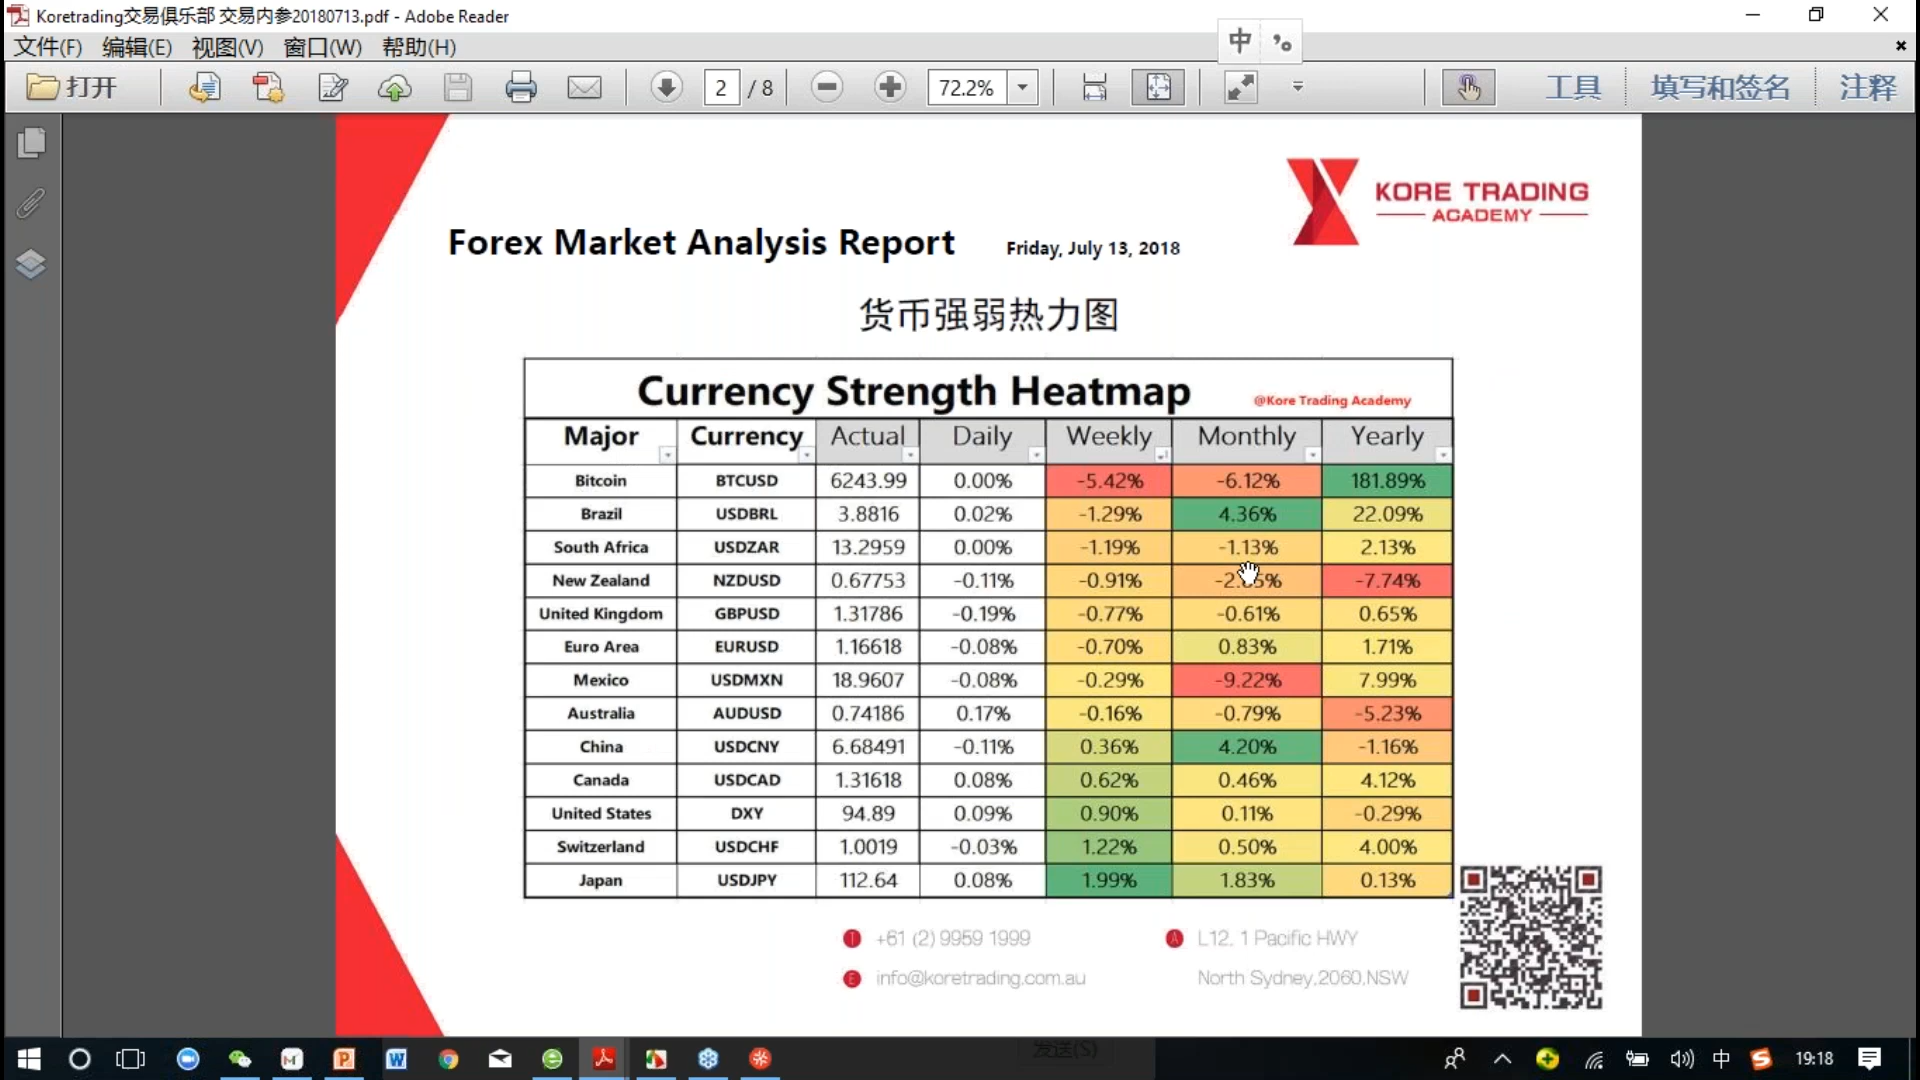 Koretrading交易俱乐部 交易内参20180713.pdf - Adobe Reader
文件(F) 编辑(E) 视图(V) 窗口(W) 帮助(H)
中 °,
打开 2 / 8 72.2% 工具 填写和签名 注释
KORE TRADING
ACADEMY
Forex Market Analysis Report Friday, July 13, 2018
货币强弱热力图
Currency Strength Heatmap @Kore Trading Academy
Major Currency Actual Daily Weekly Monthly Yearly
Bitcoin BTCUSD 6243.99 0.00% -5.42% -6.12% 181.89%
Brazil USDBRL 3.8816 0.02% -1.29% 4.36% 22.09%
South Africa USDZAR 13.2959 0.00% -1.19% -1.13% 2.13%
New Zealand NZDUSD 0.67753 -0.11% -0.91% -7.74%
United Kingdom GBPUSD 1.31786 -0.19% -0.77% -0.61% 0.65%
Euro Area EURUSD 1.16618 -0.08% -0.70% 0.83% 1.71%
Mexico USDMXN 18.9607 -0.08% -0.29% -9.22% 7.99%
Australia AUDUSD 0.74186 0.17% -0.16% -0.79% -5.23%
China USDCNY 6.68491 -0.11% 0.36% 4.20% -1.16%
Canada USDCAD 1.31618 0.08% 0.62% 0.46% 4.12%
United States DXY 94.89 0.09% 0.90% 0.11% -0.29%
Switzerland USDCHF 1.0019 -0.03% 1.22% 0.50% 4.00%
Japan USDJPY 112.64 0.08% 1.99% 1.83% 0.13%
T +61 (2) 9959 1999 A L12, 1 Pacific HWY
E info@koretrading.com.au North Sydney,2060,NSW
发送(S)
中 19:18